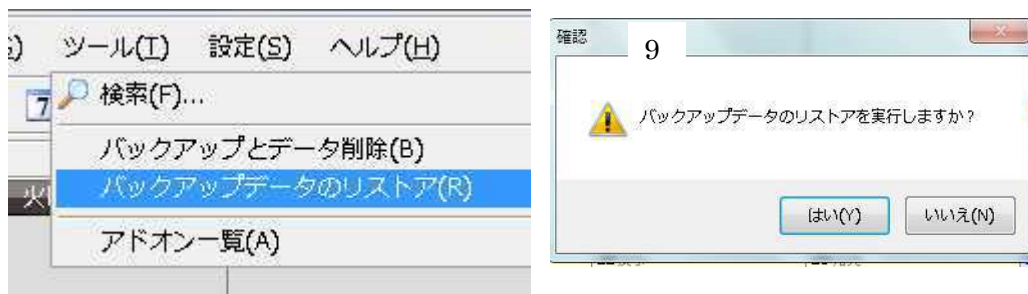 ツール(T) 設定(S) ヘルプ(H)
7
検索(F)...
バックアップとデータ削除(B)
バックアップデータのリストア(R)
火
アドオン一覧(A)
確認
9
バックアップデータのリストアを実行しますか?
はい(Y) いいえ(N)